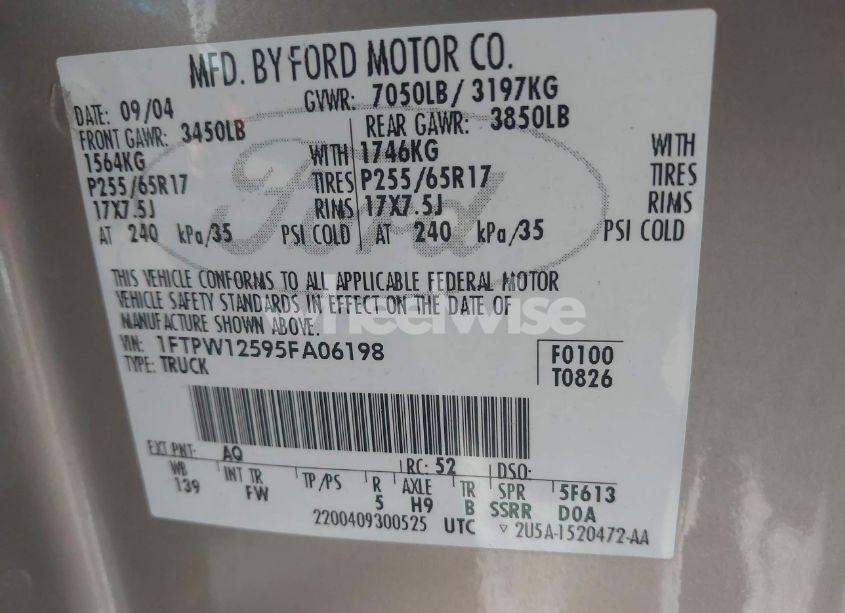 MFD. BY FORD MOTOR CO.
DATE: 09/04 GVWR: 7050LB/ 3197KG
FRONT GAWR: 3450LB REAR GAWR: 3850LB
1564KG WITH 1746KG WITH
P255/65R17 TIRES P255/65R17 TIRES
17X7.5J RIMS 17X7.5J RIMS
AT 240 kPa/35 PSI COLD AT 240 kPa/35 PSI COLD
Ford
THIS VEHICLE CONFORMS TO ALL APPLICABLE FEDERAL MOTOR
VEHICLE SAFETY STANDARDS IN EFFECT ON THE DATE OF
MANUFACTURE SHOWN ABOVE.
wheelwise
VIN: 1FTPW12595FA06198 F0100
TYPE: TRUCK T0826
EXT PNT: AQ RC: 52 DSO:
WB INT TR TP/PS R AXLE TR SPR 5F613
139 FW 5 H9 B SSRR D0A
2200409300525 UTC ▽ 2U5A-1520472-AA